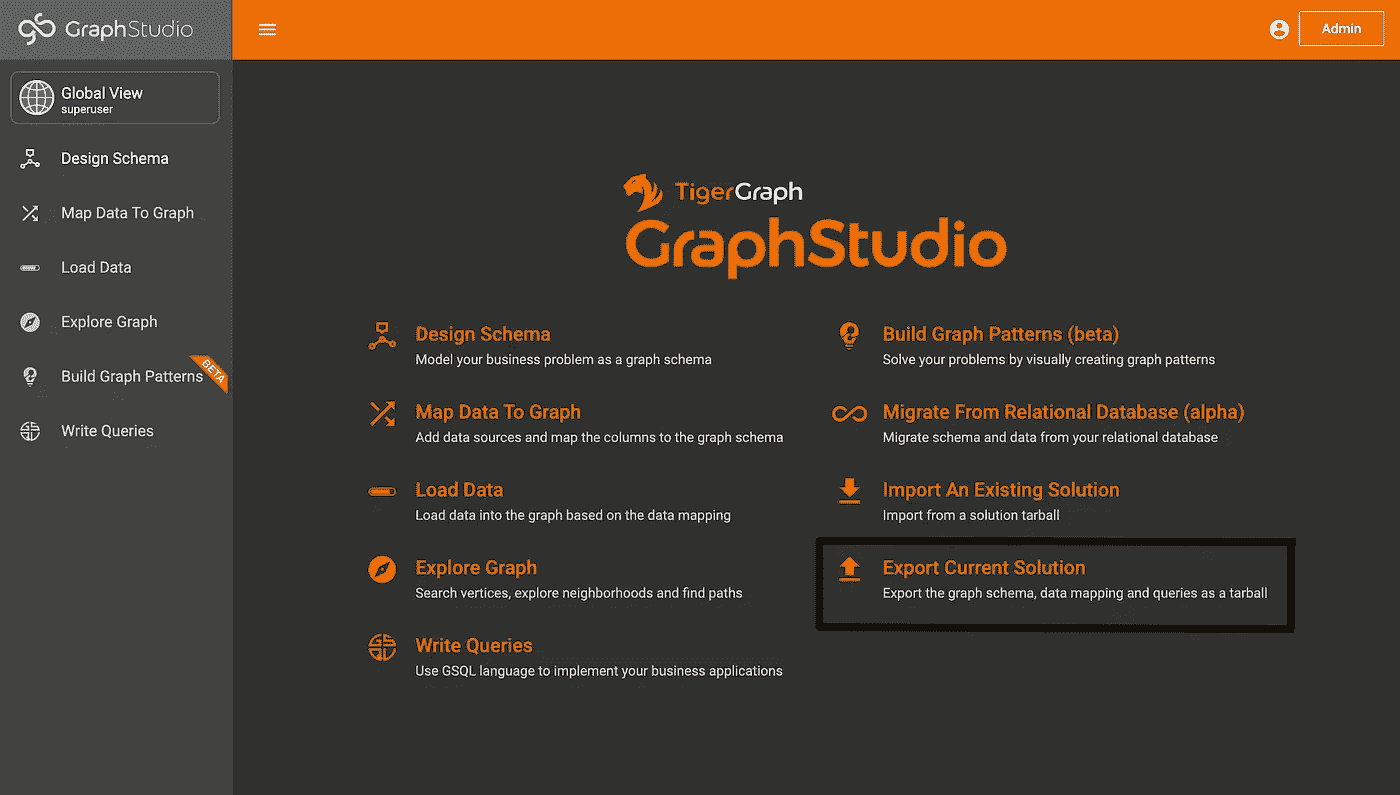 GraphStudio
Admin
Global View
superuser
Design Schema
Map Data To Graph
Load Data
Explore Graph
Build Graph Patterns
BETA
Write Queries
TigerGraph
GraphStudio
Design Schema
Model your business problem as a graph schema
Map Data To Graph
Add data sources and map the columns to the graph schema
Load Data
Load data into the graph based on the data mapping
Explore Graph
Search vertices, explore neighborhoods and find paths
Write Queries
Use GSQL language to implement your business applications
Build Graph Patterns (beta)
Solve your problems by visually creating graph patterns
Migrate From Relational Database (alpha)
Migrate schema and data from your relational database
Import An Existing Solution
Import from a solution tarball
Export Current Solution
Export the graph schema, data mapping and queries as a tarball